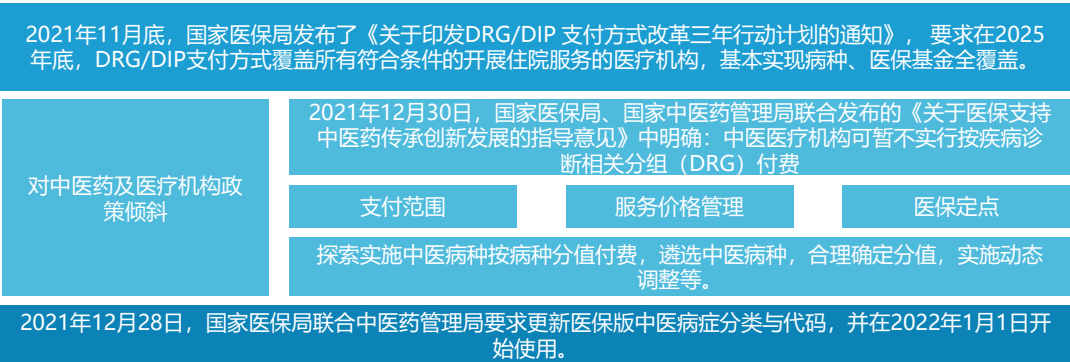 2021年11月底，国家医保局发布了《关于印发DRG/DIP 支付方式改革三年行动计划的通知》， 要求在2025
年底，DRG/DIP支付方式覆盖所有符合条件的开展住院服务的医疗机构，基本实现病种、医保基金全覆盖。
对中医药及医疗机构政
策倾斜
2021年12月30日，国家医保局、国家中医药管理局联合发布的《关于医保支持
中医药传承创新发展的指导意见》中明确：中医医疗机构可暂不实行按疾病诊
断相关分组（DRG）付费
支付范围
服务价格管理
医保定点
探索实施中医病种按病种分值付费，遴选中医病种，合理确定分值，实施动态
调整等。
2021年12月28日，国家医保局联合中医药管理局要求更新医保版中医病症分类与代码，并在2022年1月1日开
始使用。